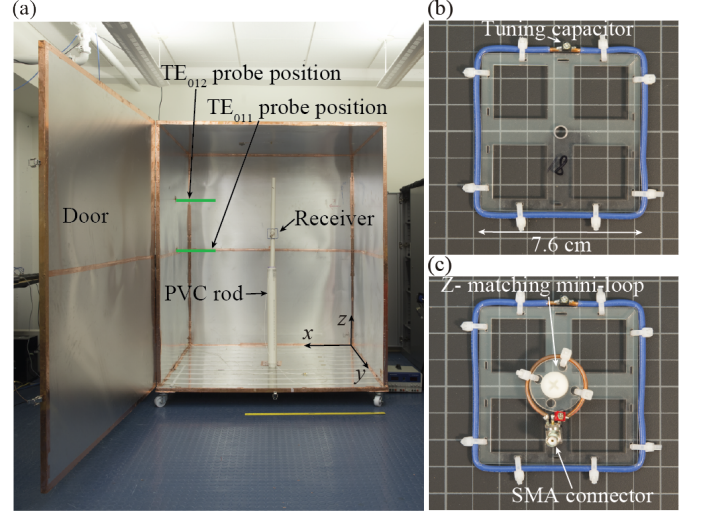 (a)
TE012 probe position
TE011 probe position
Door
Receiver
PVC rod
x
z
y
(b)
Tuning capacitor
7.6 cm
(c)
Z- matching mini-loop
SMA connector